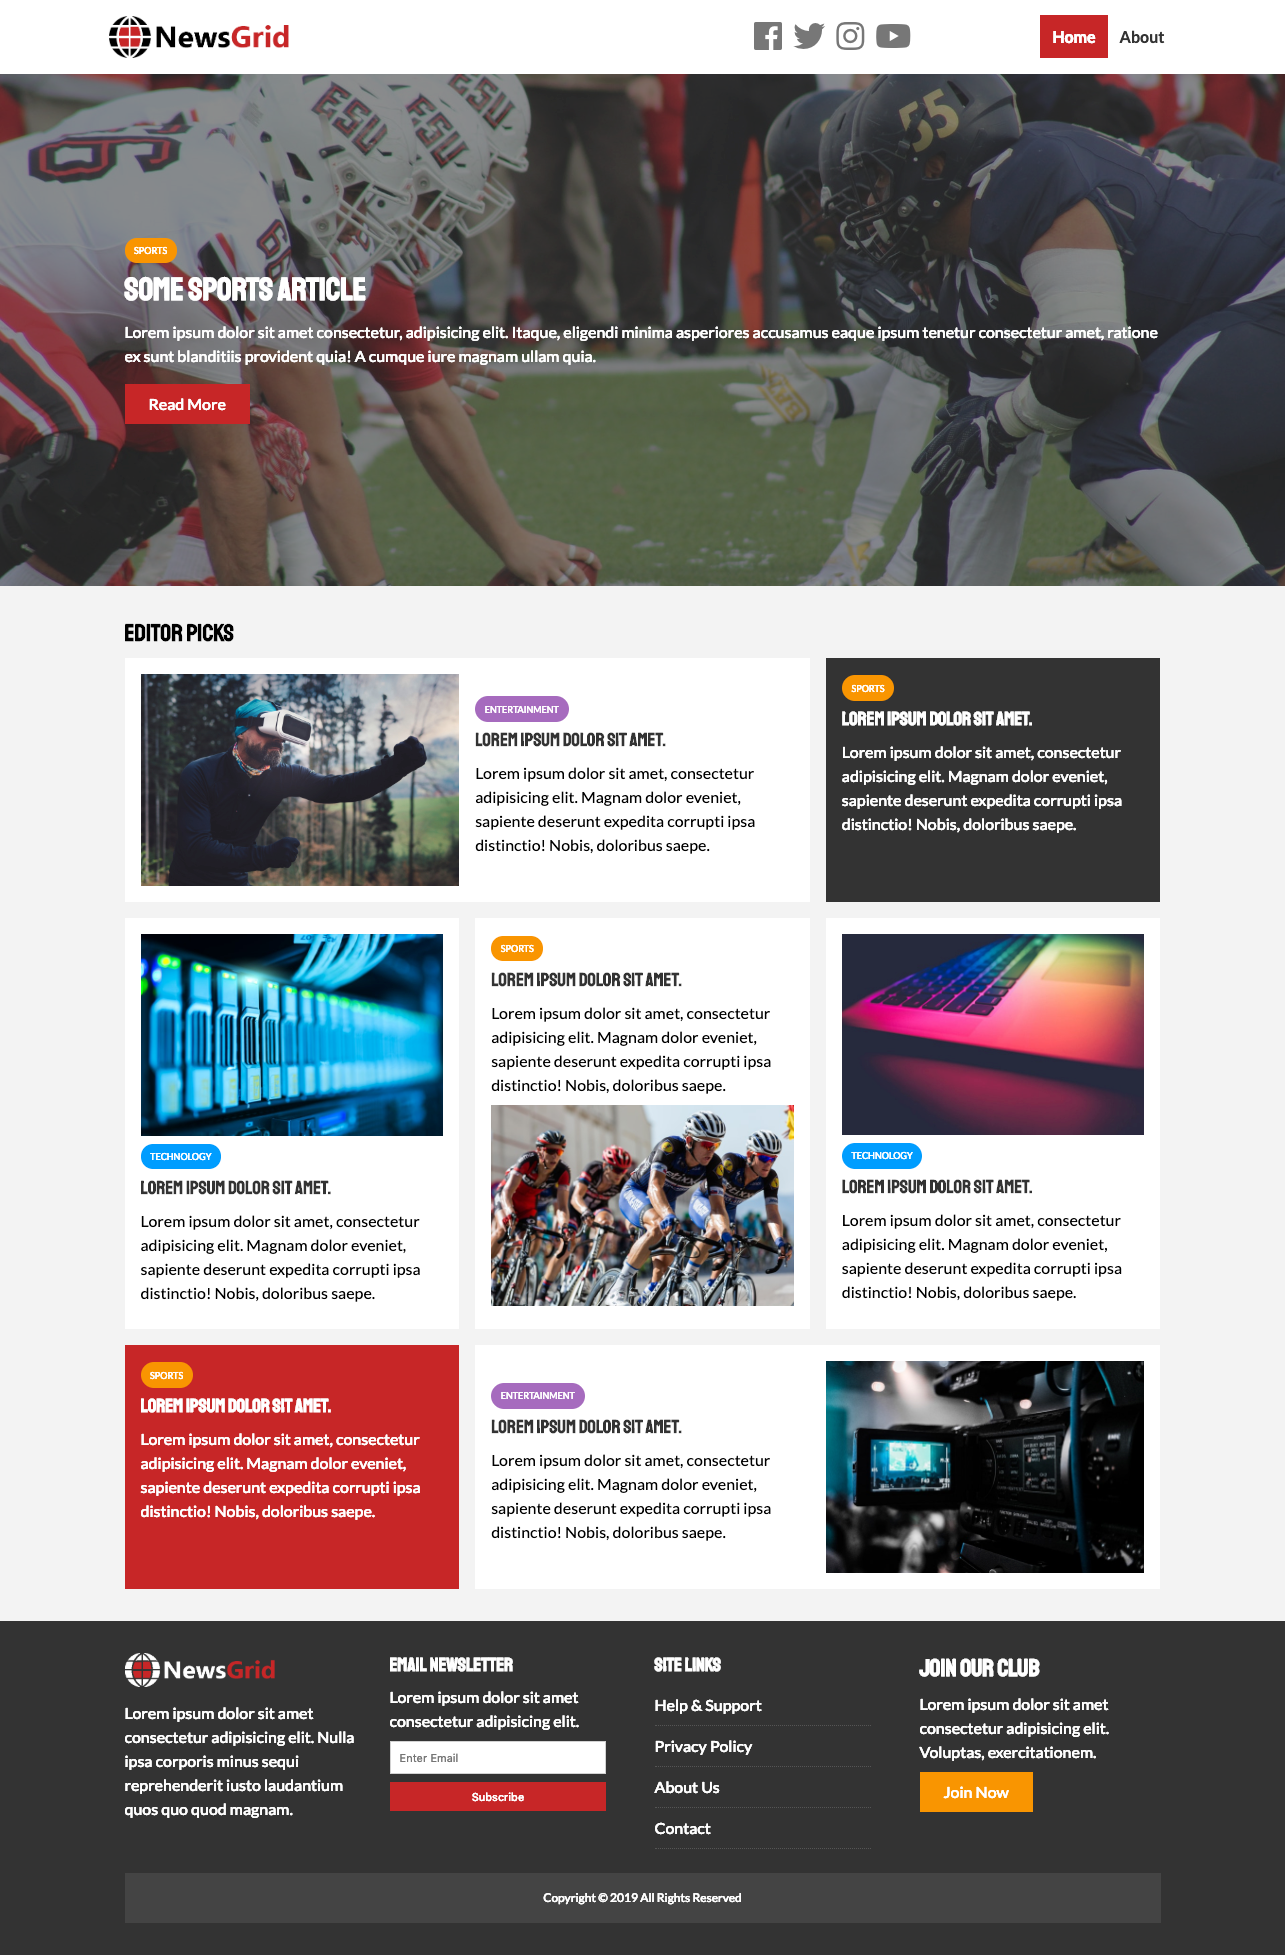 NewsGrid
Home
About
ESU
ESU
55
SPORTS
SOME SPORTS ARTICLE
Lorem ipsum dolor sit amet consectetur, adipisicing elit. Itaque, eligendi minima asperiores accusamus eaque ipsum tenetur consectetur amet, ratione
ex sunt blanditiis provident quia! A cumque iure magnam ullam quia.
Read More
EDITOR PICKS
ENTERTAINMENT
LOREM IPSUM DOLOR SIT AMET.
Lorem ipsum dolor sit amet, consectetur
adipisicing elit. Magnam dolor eveniet,
sapiente deserunt expedita corrupti ipsa
distinctio! Nobis, doloribus saepe.
SPORTS
LOREM IPSUM DOLOR SIT AMET.
Lorem ipsum dolor sit amet, consectetur
adipisicing elit. Magnam dolor eveniet,
sapiente deserunt expedita corrupti ipsa
distinctio! Nobis, doloribus saepe.
TECHNOLOGY
LOREM IPSUM DOLOR SIT AMET.
Lorem ipsum dolor sit amet, consectetur
adipisicing elit. Magnam dolor eveniet,
sapiente deserunt expedita corrupti ipsa
distinctio! Nobis, doloribus saepe.
SPORTS
LOREM IPSUM DOLOR SIT AMET.
Lorem ipsum dolor sit amet, consectetur
adipisicing elit. Magnam dolor eveniet,
sapiente deserunt expedita corrupti ipsa
distinctio! Nobis, doloribus saepe.
TECHNOLOGY
LOREM IPSUM DOLOR SIT AMET.
Lorem ipsum dolor sit amet, consectetur
adipisicing elit. Magnam dolor eveniet,
sapiente deserunt expedita corrupti ipsa
distinctio! Nobis, doloribus saepe.
SPORTS
LOREM IPSUM DOLOR SIT AMET.
Lorem ipsum dolor sit amet, consectetur
adipisicing elit. Magnam dolor eveniet,
sapiente deserunt expedita corrupti ipsa
distinctio! Nobis, doloribus saepe.
ENTERTAINMENT
LOREM IPSUM DOLOR SIT AMET.
Lorem ipsum dolor sit amet, consectetur
adipisicing elit. Magnam dolor eveniet,
sapiente deserunt expedita corrupti ipsa
distinctio! Nobis, doloribus saepe.
NewsGrid
Lorem ipsum dolor sit amet
consectetur adipisicing elit. Nulla
ipsa corporis minus sequi
reprehenderit iusto laudantium
quos quo quod magnam.
EMAIL NEWSLETTER
Lorem ipsum dolor sit amet
consectetur adipisicing elit.
Enter Email
Subscribe
SITE LINKS
Help & Support
Privacy Policy
About Us
Contact
JOIN OUR CLUB
Lorem ipsum dolor sit amet
consectetur adipisicing elit.
Voluptas, exercitationem.
Join Now
Copyright © 2019 All Rights Reserved